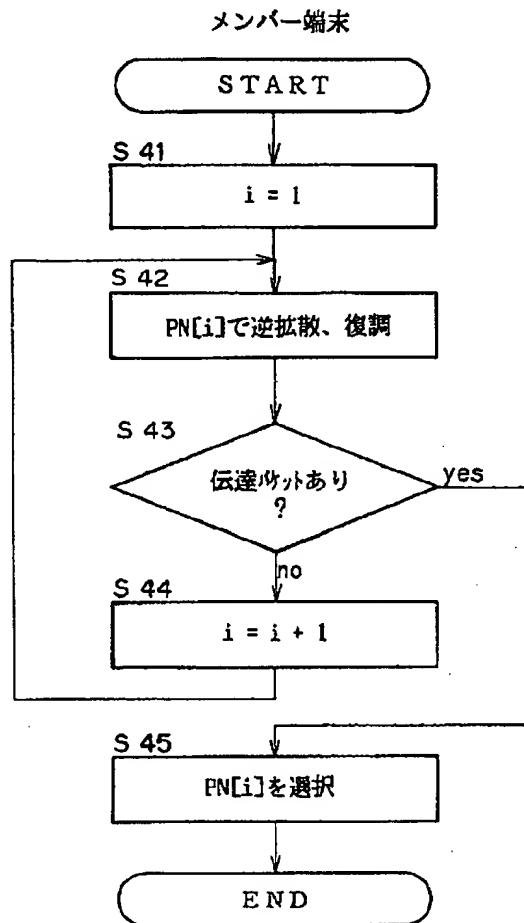 メンバー端末
START
S 41
i = 1
S 42
PN[i]で逆拡散、復調
S 43
伝達パケットあり
?
yes
no
S 44
i = i + 1
S 45
PN[i]を選択
END